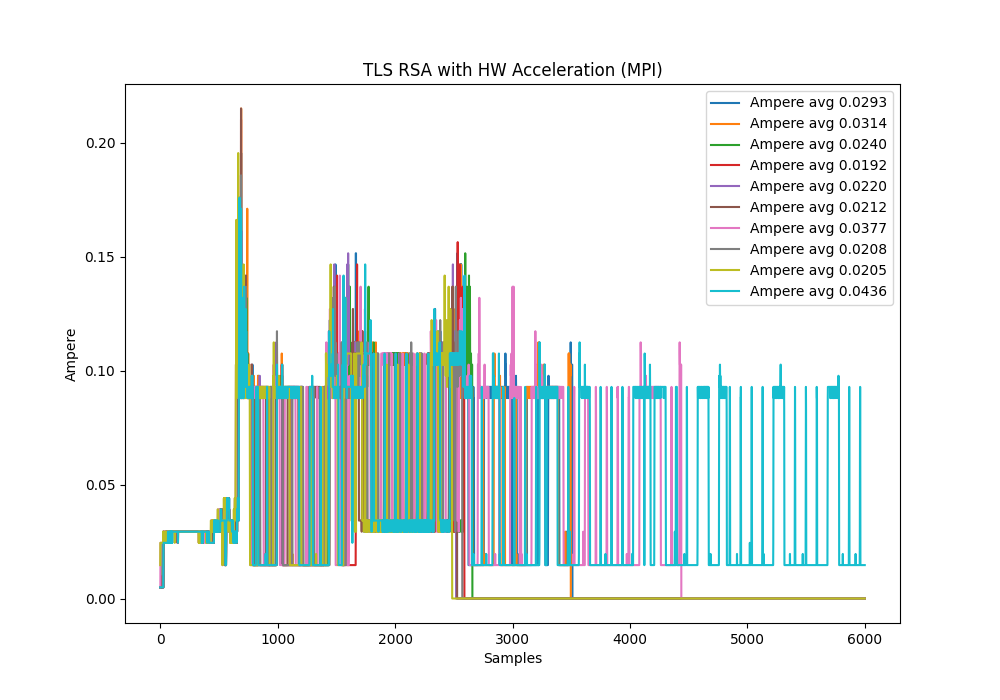 TLS RSA with HW Acceleration (MPI)
Ampere avg 0.0293
Ampere avg 0.0314
Ampere avg 0.0240
Ampere avg 0.0192
Ampere avg 0.0220
Ampere avg 0.0212
Ampere avg 0.0377
Ampere avg 0.0208
Ampere avg 0.0205
Ampere avg 0.0436
0.20
0.15
0.10
0.05
0.00
Ampere
0 1000 2000 3000 4000 5000 6000
Samples